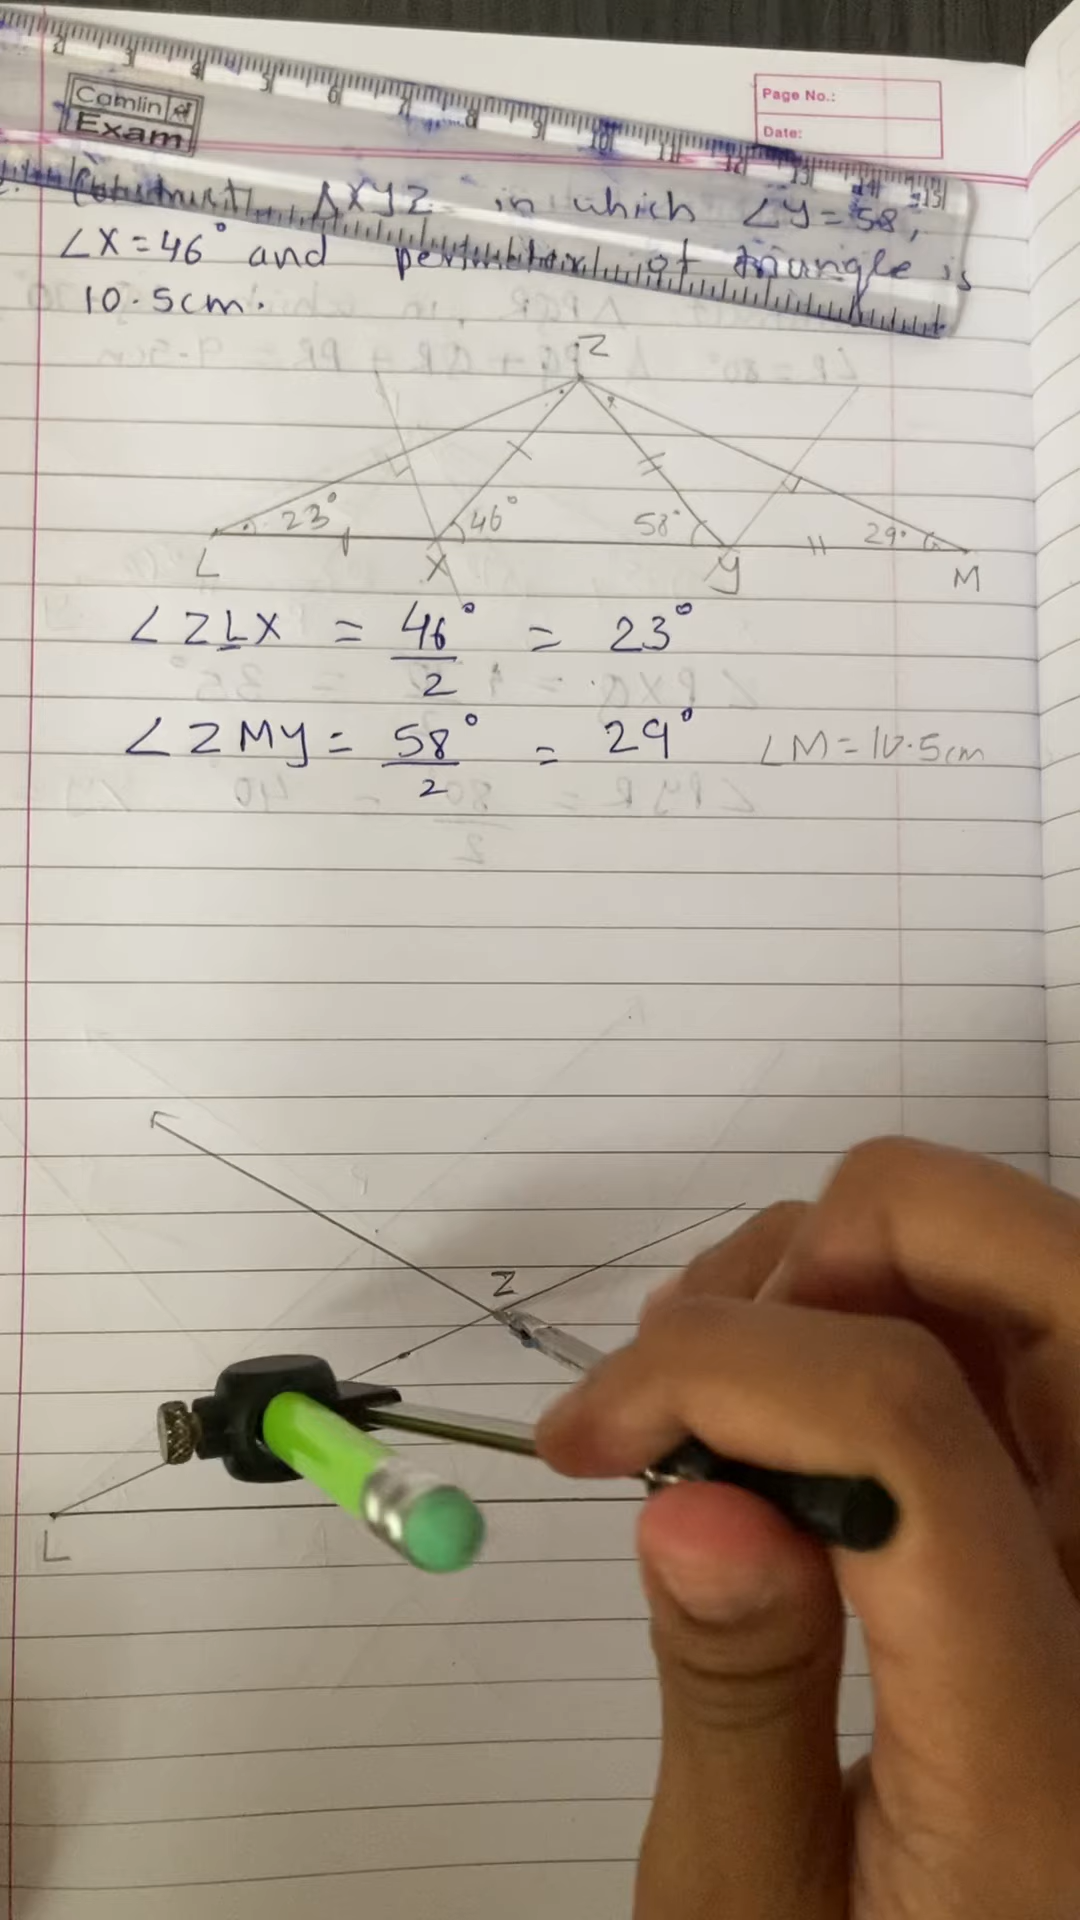 Camlin
Exam
Page No.:
Date:
Construct ΔXYZ in which ∠Y=58,
∠X=46° and perimeter of triangle is
10.5cm.
Z
23° 46° 58° 29°
L X Y M
∠ZLX = 46°/2 = 23°
∠ZMY = 58°/2 = 29° LM=10.5cm
Z
L